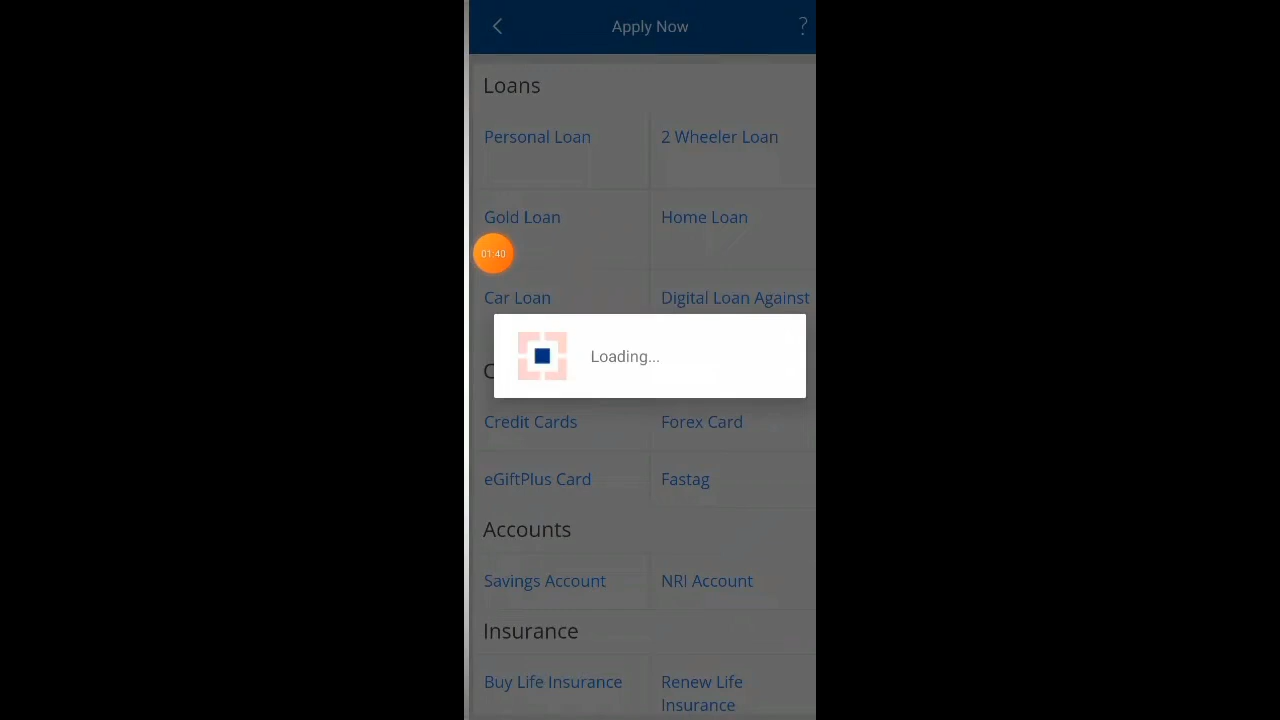 Apply Now
?
Loans
Personal Loan
2 Wheeler Loan
Gold Loan
Home Loan
01:40
Car Loan
Digital Loan Against
Loading...
C
Credit Cards
Forex Card
eGiftPlus Card
Fastag
Accounts
Savings Account
NRI Account
Insurance
Buy Life Insurance
Renew Life
Insurance